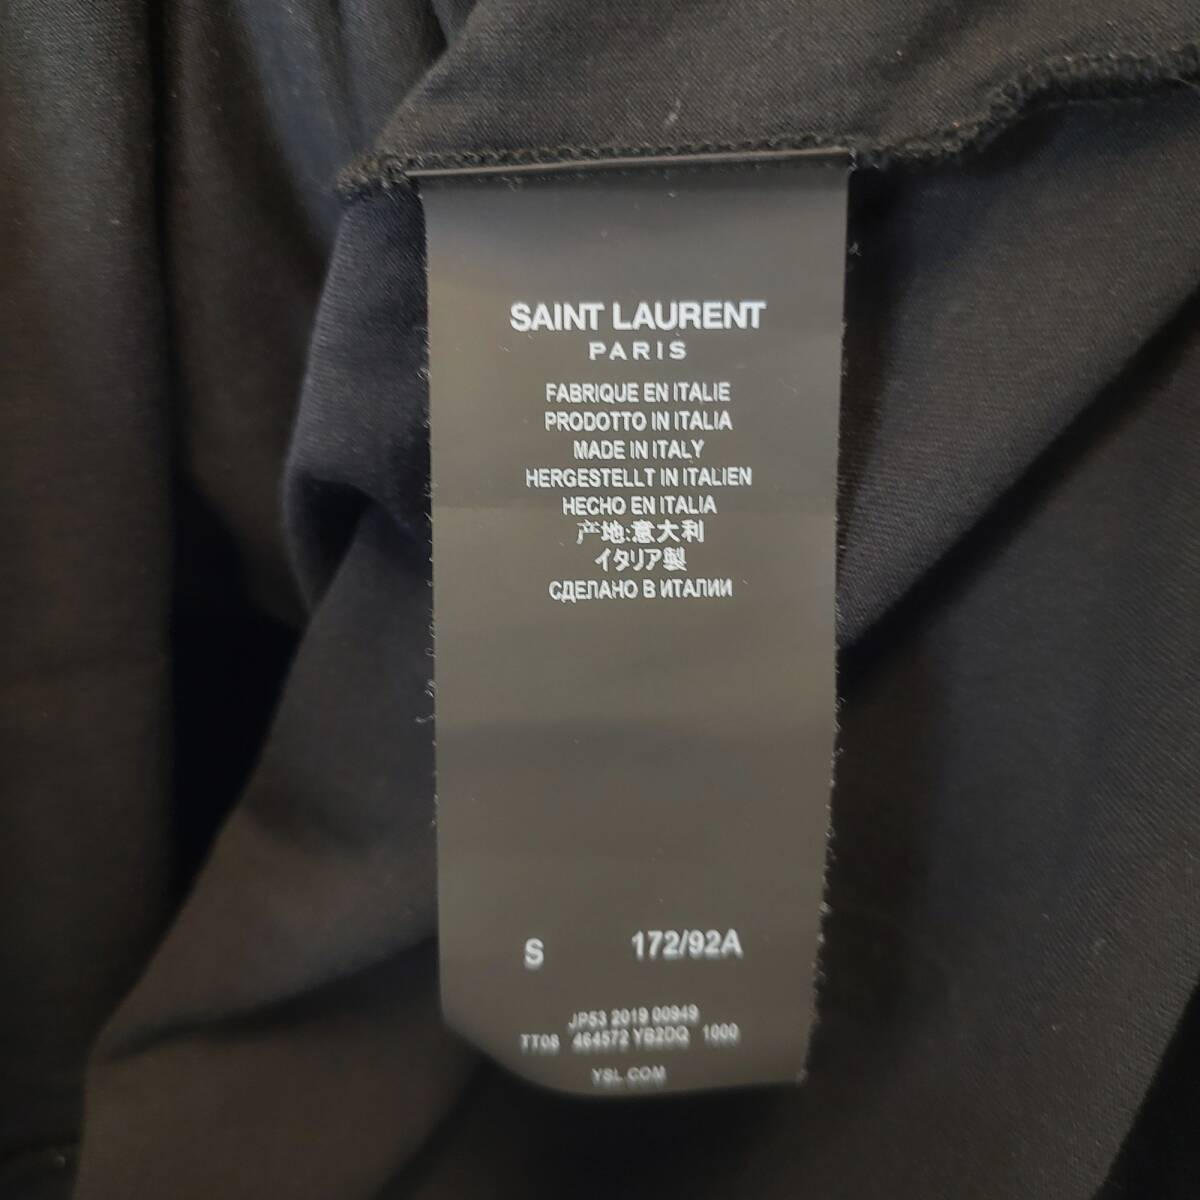 SAINT LAURENT
PARIS
FABRIQUE EN ITALIE
PRODOTTO IN ITALIA
MADE IN ITALY
HERGESTELLT IN ITALIEN
HECHO EN ITALIA
产地:意大利
イタリア製
СДЕЛАНО В ИТАЛИИ
S 172/92A
JP53 2019 00949
TT08 464572 YB2DQ 1000
YSL.COM